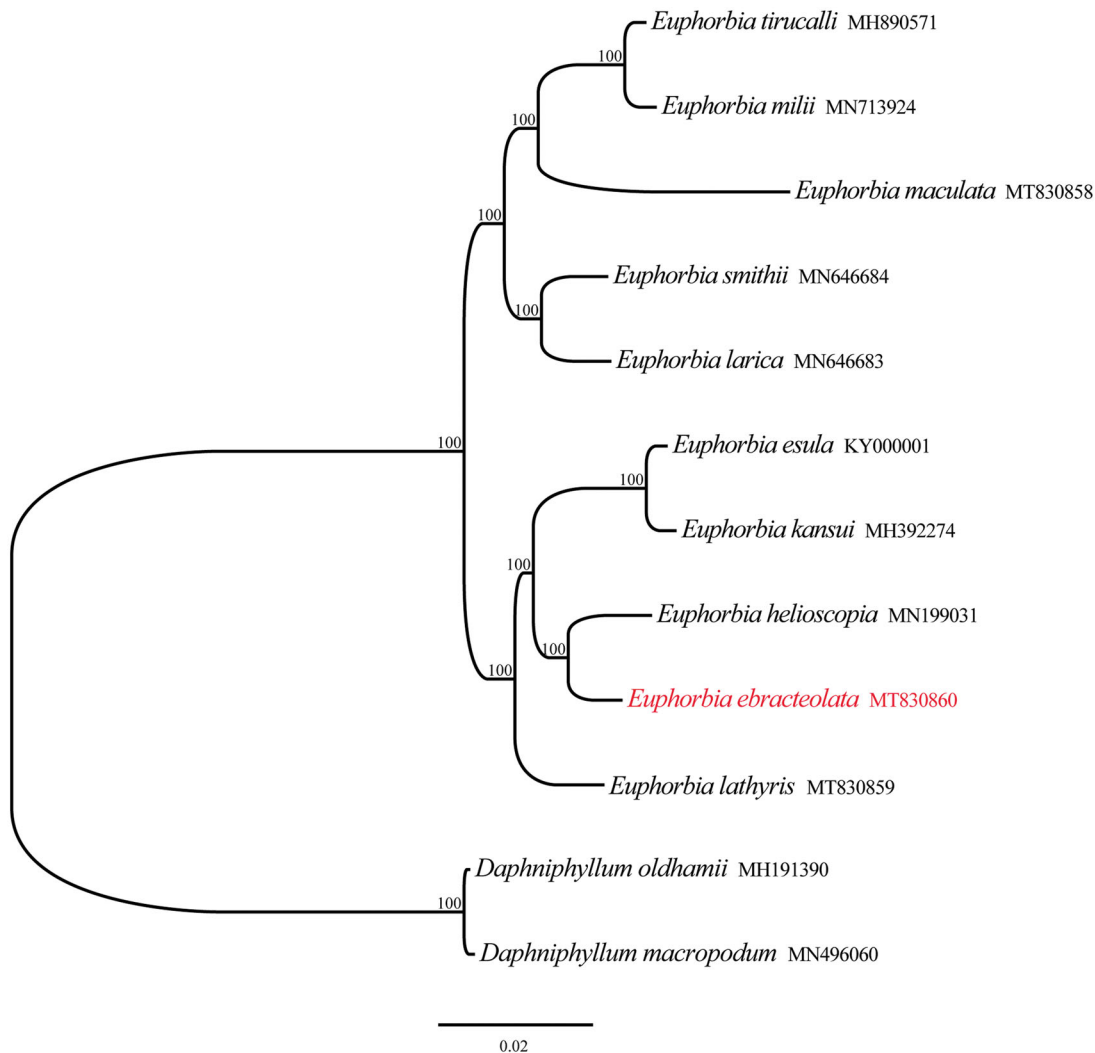 Euphorbia tirucalli MH890571
100
Euphorbia milii MN713924
100
Euphorbia maculata MT830858
100
Euphorbia smithii MN646684
100
Euphorbia larica MN646683
100
Euphorbia esula KY000001
100
Euphorbia kansui MH392274
100
Euphorbia helioscopia MN199031
100
100
Euphorbia ebracteolata MT830860
Euphorbia lathyris MT830859
Daphniphyllum oldhamii MH191390
100
Daphniphyllum macropodum MN496060
0.02